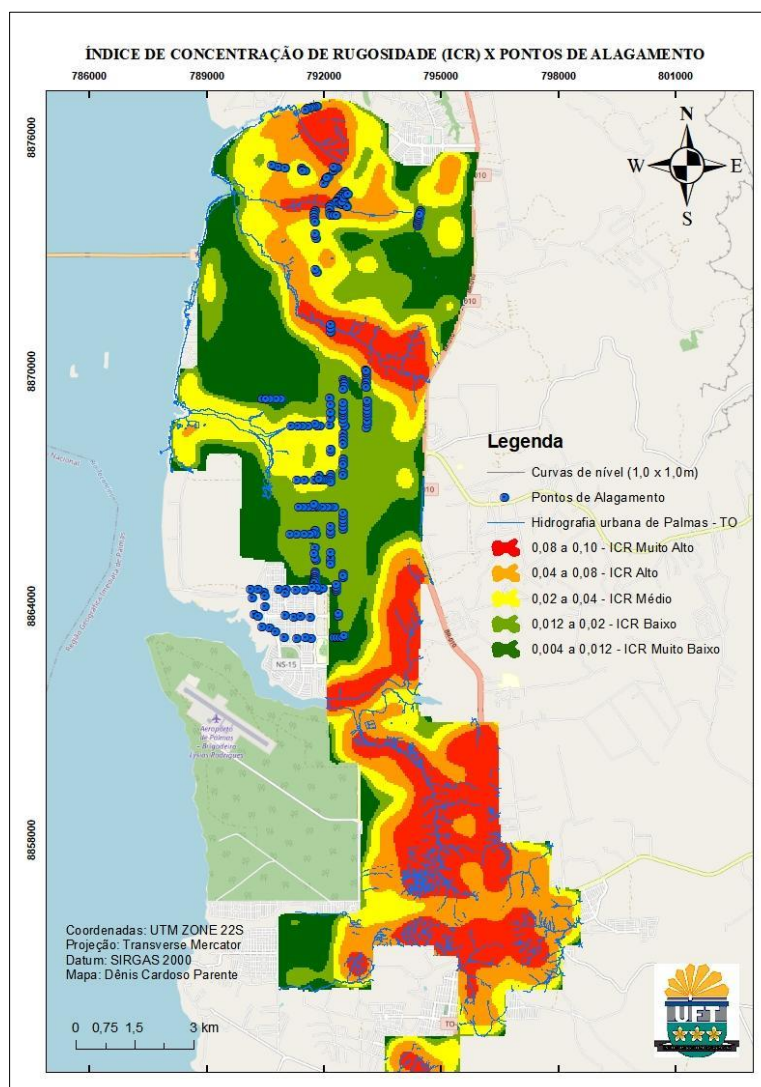 ÍNDICE DE CONCENTRAÇÃO DE RUGOSIDADE (ICR) X PONTOS DE ALAGAMENTO
786000 789000 792000 795000 798000 801000
8876000
8870000
8864000
8858000
N
W E
S
010
010
010
Legenda
Curvas de nível (1,0 x 1,0m)
Pontos de Alagamento
Hidrografia urbana de Palmas - TO
0,08 a 0,10 - ICR Muito Alto
0,04 a 0,08 - ICR Alto
0,02 a 0,04 - ICR Médio
0,012 a 0,02 - ICR Baixo
0,004 a 0,012 - ICR Muito Baixo
NS-15
Aeroporto
de Palmas
- Brigadeiro
Lysias Rodrigues
Coordenadas: UTM ZONE 22S
Projeção: Transverse Mercator
Datum: SIRGAS 2000
Mapa: Dênis Cardoso Parente
0 0,75 1,5 3 km
TO
UFT